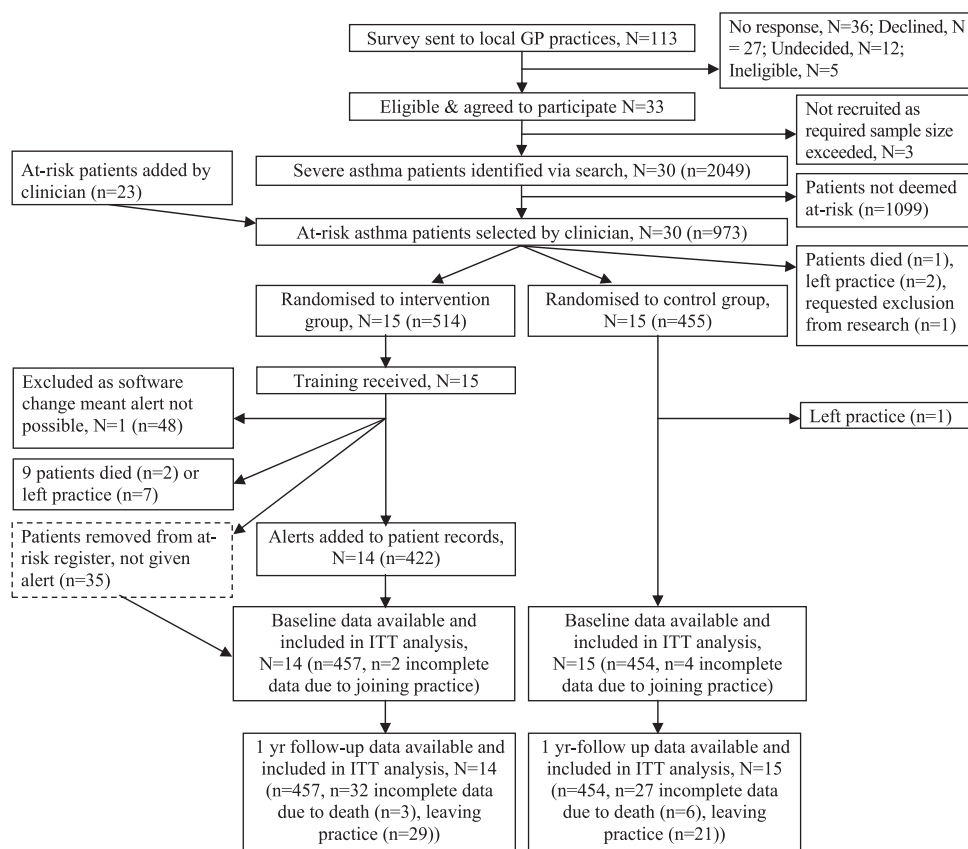 Survey sent to local GP practices, N=113
No response, N=36; Declined, N
= 27; Undecided, N=12;
Ineligible, N=5
Eligible & agreed to participate N=33
Not recruited as
required sample size
exceeded, N=3
Severe asthma patients identified via search, N=30 (n=2049)
At-risk patients added by
clinician (n=23)
Patients not deemed
at-risk (n=1099)
At-risk asthma patients selected by clinician, N=30 (n=973)
Patients died (n=1),
left practice (n=2),
requested exclusion
from research (n=1)
Randomised to intervention
group, N=15 (n=514)
Randomised to control group,
N=15 (n=455)
Training received, N=15
Excluded as software
change meant alert not
possible, N=1 (n=48)
Left practice (n=1)
9 patients died (n=2) or
left practice (n=7)
Patients removed from at-
risk register, not given
alert (n=35)
Alerts added to patient records,
N=14 (n=422)
Baseline data available and
included in ITT analysis,
N=14 (n=457, n=2 incomplete
data due to joining practice)
Baseline data available and
included in ITT analysis,
N=15 (n=454, n=4 incomplete
data due to joining practice)
1 yr follow-up data available and
included in ITT analysis, N=14
(n=457, n=32 incomplete data
due to death (n=3), leaving
practice (n=29))
1 yr-follow up data available and
included in ITT analysis, N=15
(n=454, n=27 incomplete data
due to death (n=6), leaving
practice (n=21))